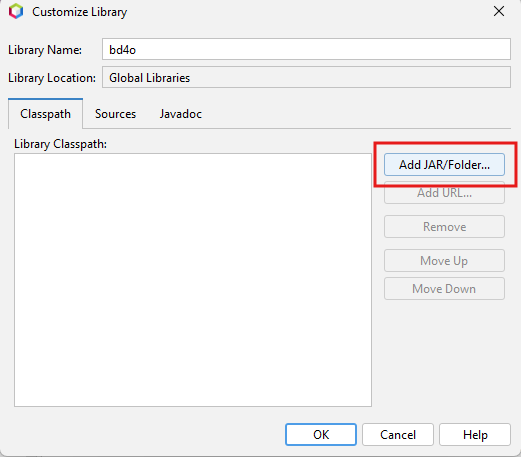 Customize Library
Library Name: bd4o
Library Location: Global Libraries
Classpath Sources Javadoc
Library Classpath:
Add JAR/Folder...
Add URL...
Remove
Move Up
Move Down
OK Cancel Help